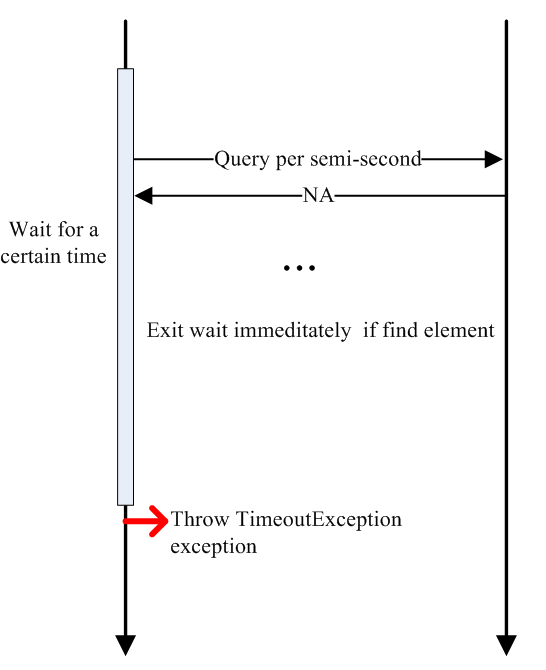 Query per semi-second
NA
Wait for a
certain time
...
Exit wait immeditately  if find element
Throw TimeoutException
exception